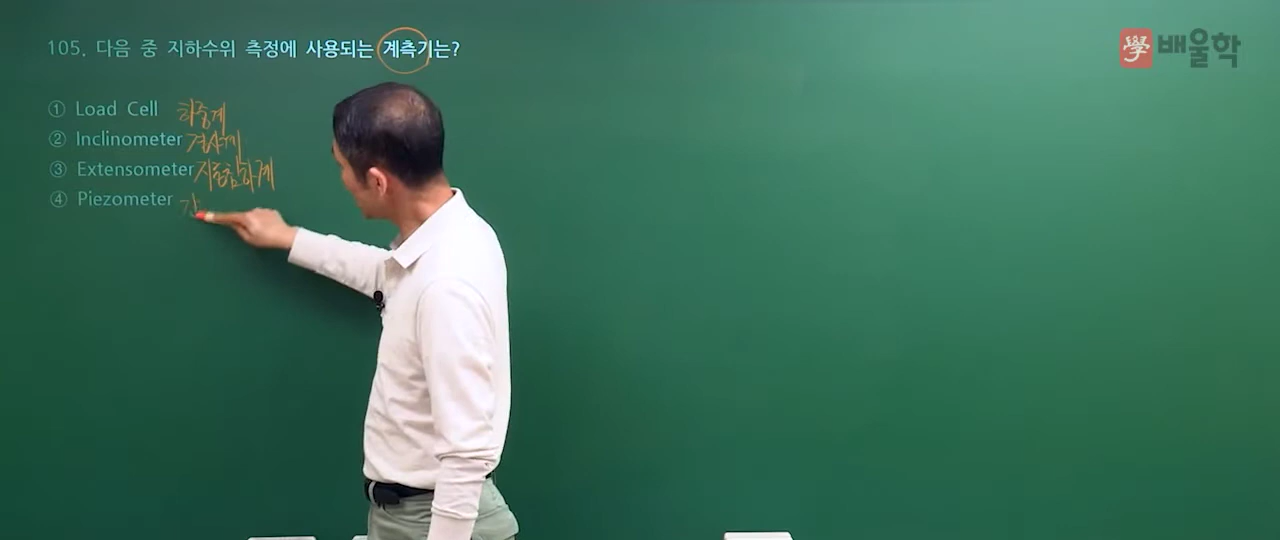 105. 다음 중 지하수위 측정에 사용되는 계측기는?
學 배울학
① Load Cell 하중계
② Inclinometer 경사계
③ Extensometer 지중침하계
④ Piezometer 간